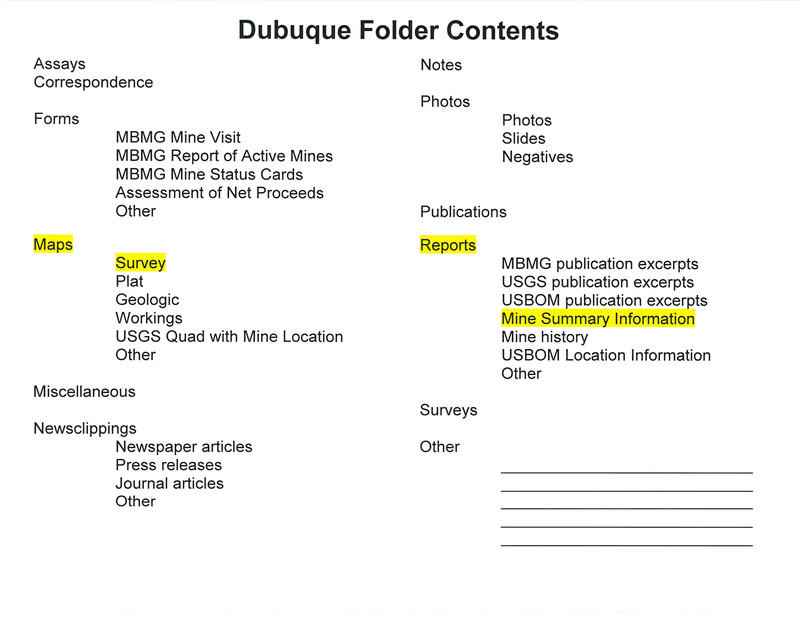 Dubuque Folder Contents
Assays
Correspondence
Forms
MBMG Mine Visit
MBMG Report of Active Mines
MBMG Mine Status Cards
Assessment of Net Proceeds
Other
Maps
Survey
Plat
Geologic
Workings
USGS Quad with Mine Location
Other
Miscellaneous
Newsclippings
Newspaper articles
Press releases
Journal articles
Other
Notes
Photos
Photos
Slides
Negatives
Publications
Reports
MBMG publication excerpts
USGS publication excerpts
USBOM publication excerpts
Mine Summary Information
Mine history
USBOM Location Information
Other
Surveys
Other